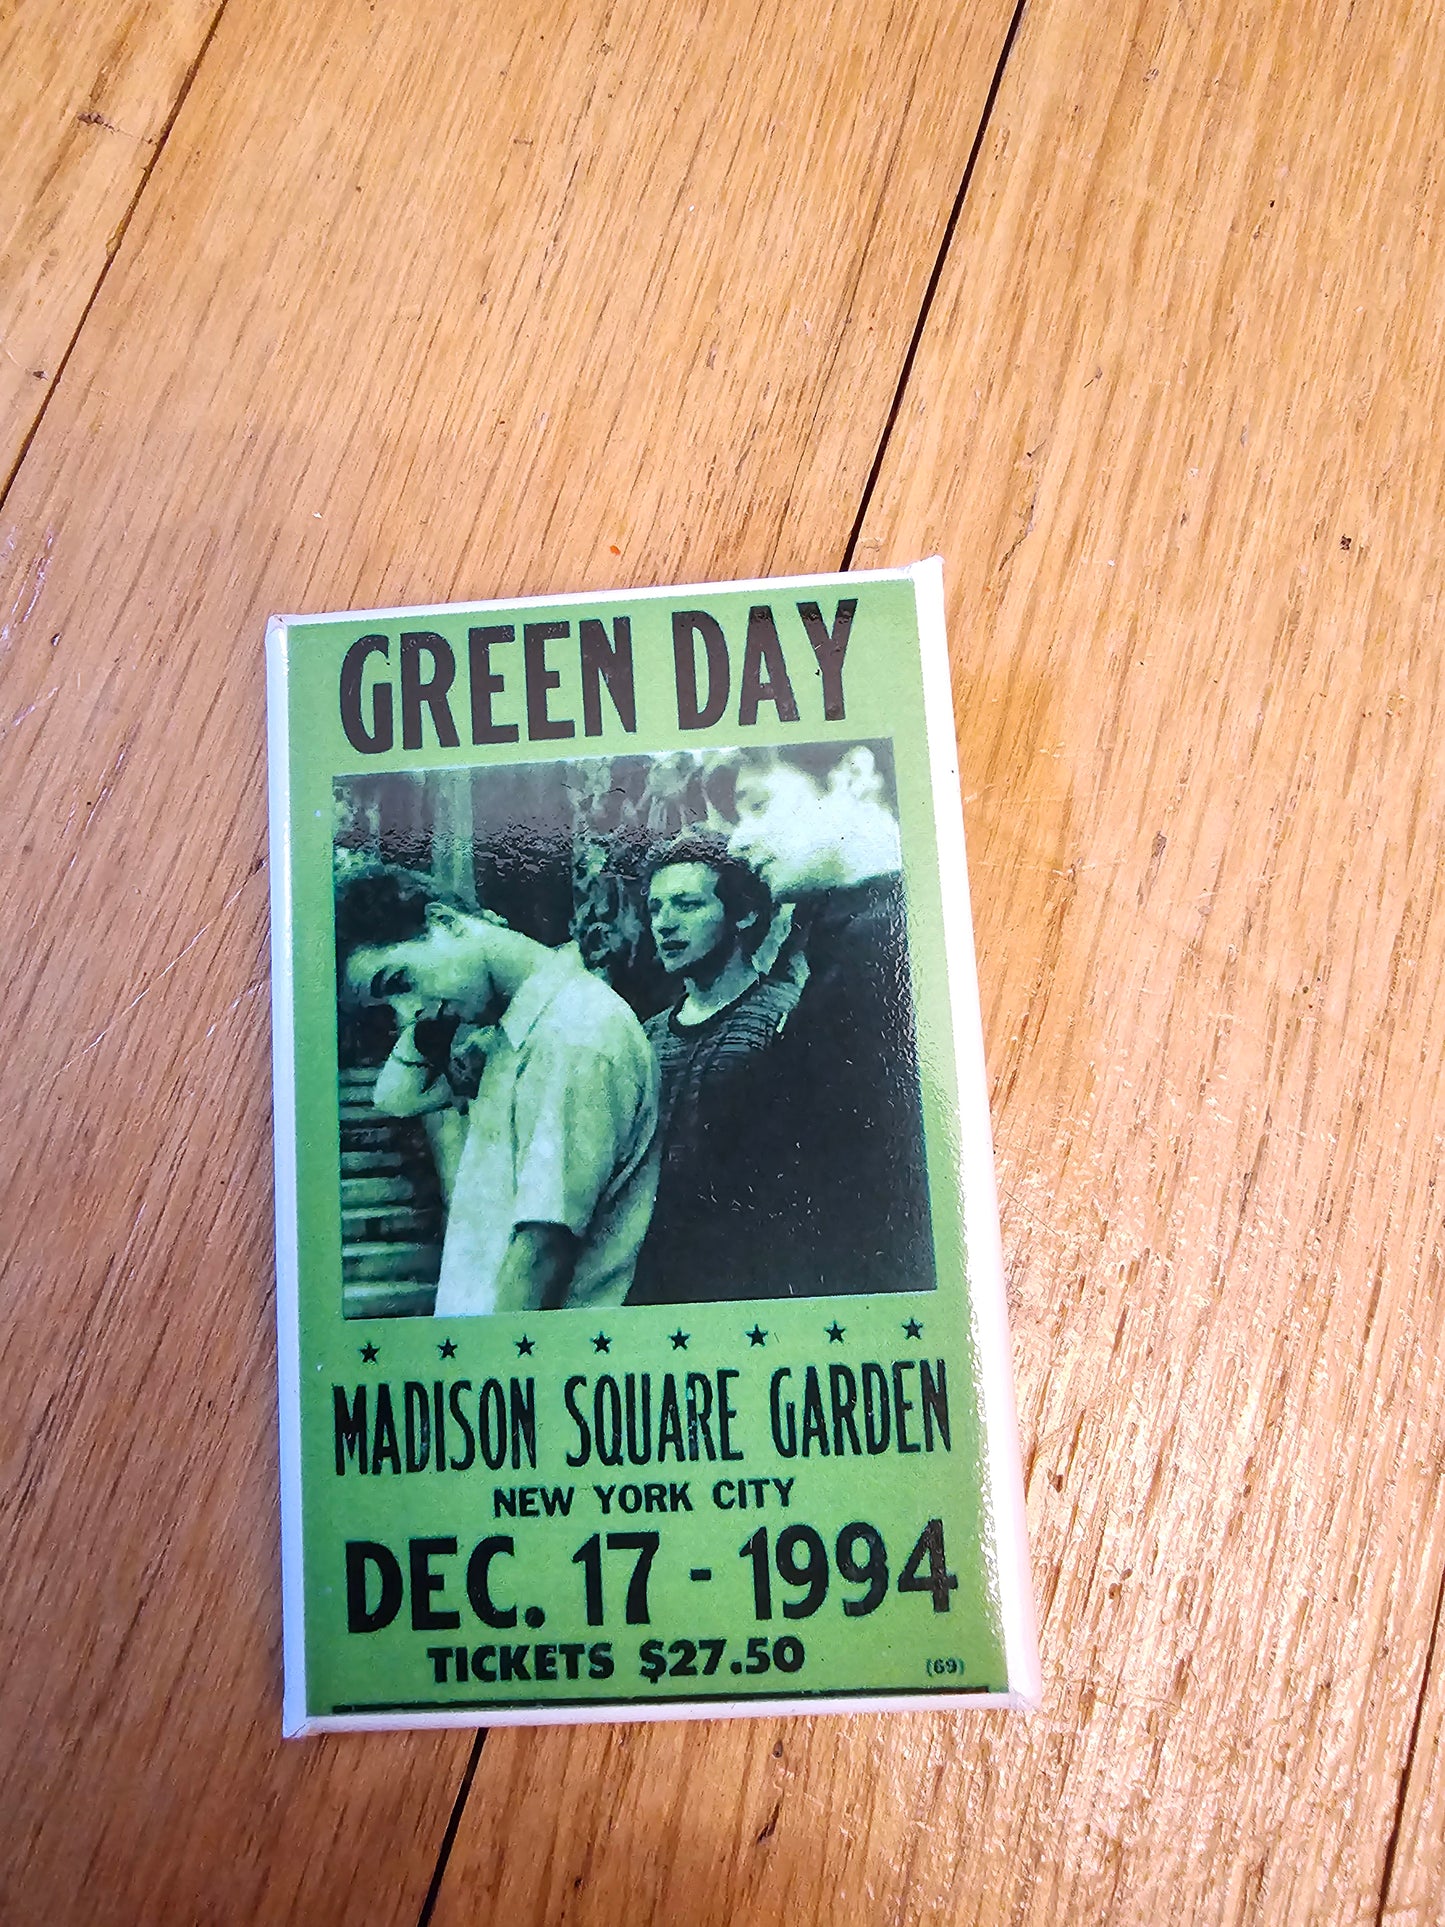 GREEN DAY
★ ★ ★ ★ ★ ★ ★ ★
MADISON SQUARE GARDEN
NEW YORK CITY
DEC. 17 - 1994
TICKETS $27.50
(69)